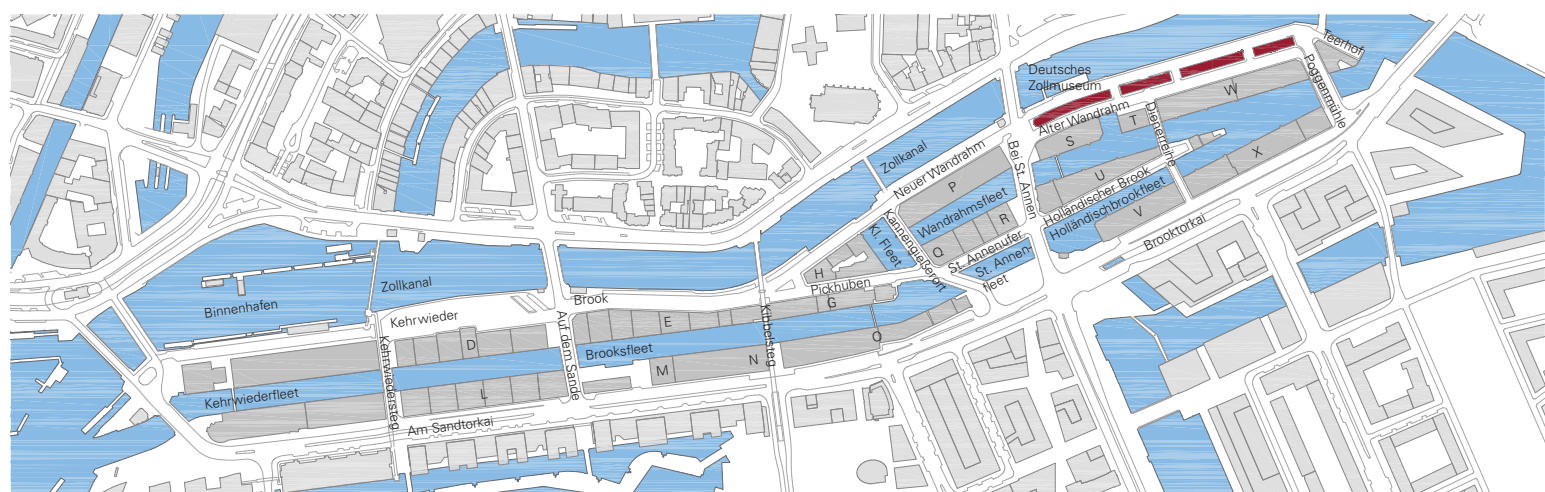 Teerhof
Deutsches
Zollmuseum
Poggenmühle
W
Alter Wandrahm
T
Dienerreihe
S
Zollkanal
Neuer Wandrahm
Bei St. Annen
X
P
U
Holländischer Brook
Wandrahmsfleet
Holländischbrookfleet
V
R
Kannengießerort
Kl. Fleet
Brooktorkai
Q
St. Annenufer
St. Annen-
fleet
H
Pickhuben
Zollkanal
Binnenhafen
Brook
G
Kehrwieder
E
Kibbelsteg
Auf dem Sande
D
Brooksfleet
O
N
M
Kehrwiedersteg
Kehrwiederfleet
L
Am Sandtorkai